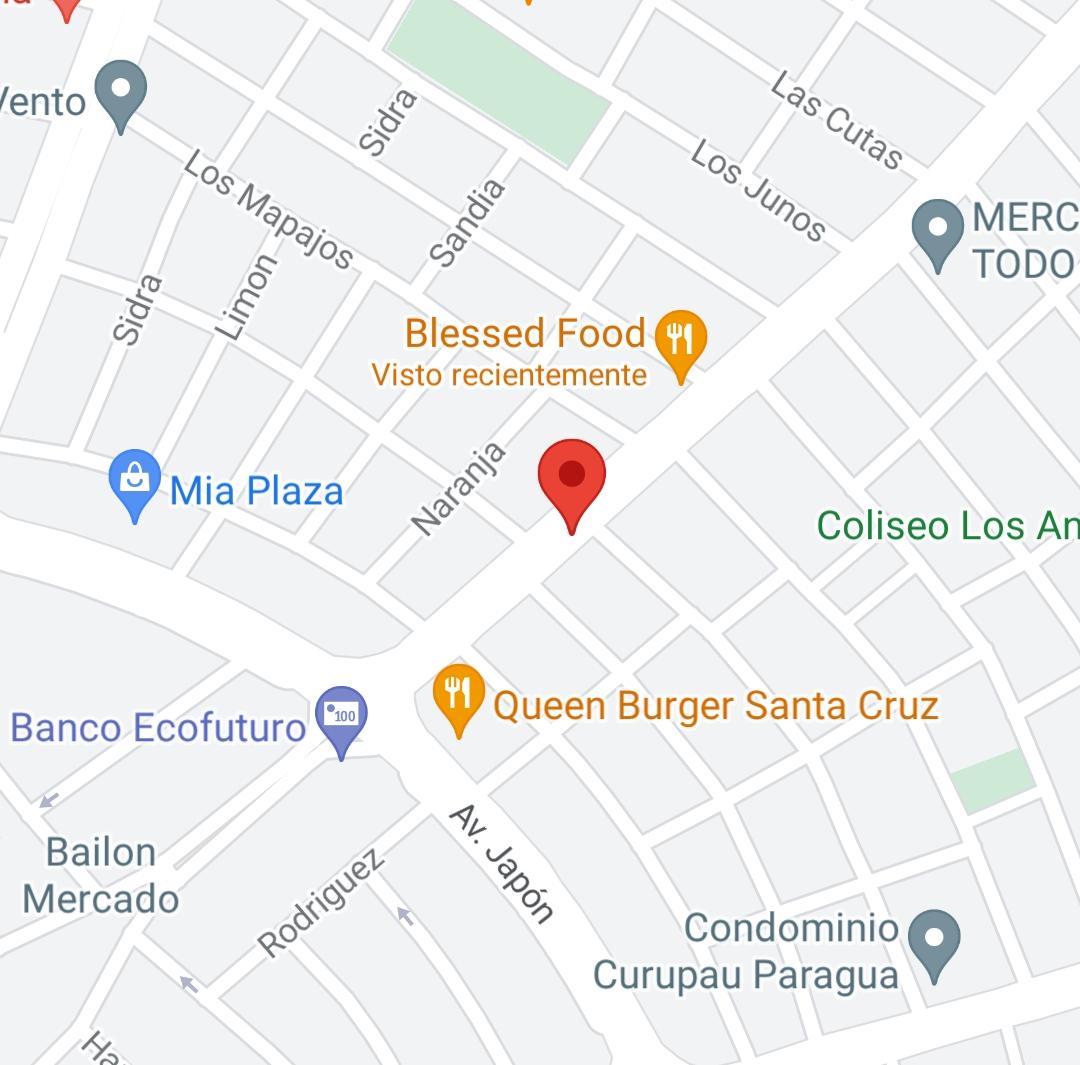 Vento
Sidra
Las Cutas
Los Junos
Los Mapajos
Sandia
MERC
TODO
Sidra
Limon
Blessed Food
Visto recientemente
Naranja
Mia Plaza
Coliseo Los An
Queen Burger Santa Cruz
Banco Ecofuturo
100
Av. Japón
Bailon
Mercado
Rodriguez
Condominio
Curupau Paragua
Ha